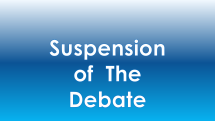 Suspension
of The
Debate